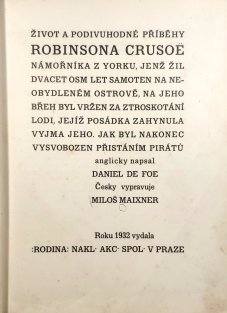 ŽIVOT A PODIVUHODNÉ PŘÍBĚHY
ROBINSONA CRUSOË
NÁMOŘNÍKA Z YORKU, JENŽ ŽIL
DVACET OSM LET SAMOTEN NA NE-
OBYDLENÉM OSTROVĚ, NA JEHO
BŘEH BYL VRŽEN ZA ZTROSKOTÁNÍ
LODI, JEJÍŽ POSÁDKA ZAHYNULA
VYJMA JEHO. JAK BYL NAKONEC
VYSVOBOZEN PŘISTÁNÍM PIRÁTŮ
anglicky napsal
DANIEL DE FOE
Česky vypravuje
MILOŠ MAIXNER
Roku 1932 vydala
:RODINA: NAKL· AKC· SPOL· V PRAZE